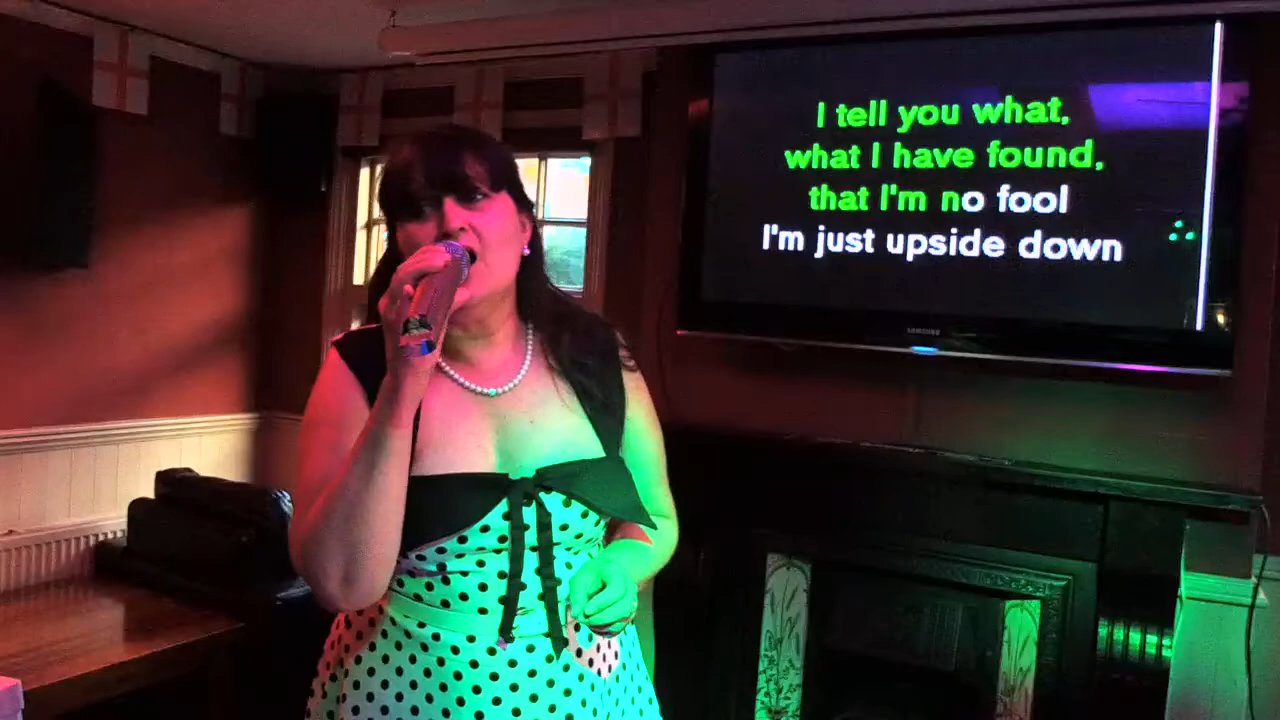 I tell you what,
what I have found,
that I'm no fool
I'm just upside down
SAMSUNG